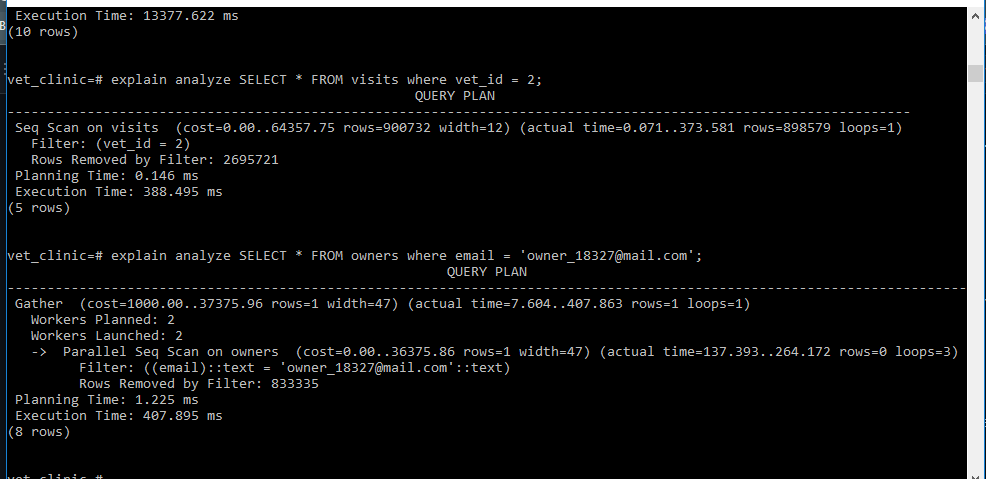 Execution Time: 13377.622 ms
(10 rows)
vet_clinic=# explain analyze SELECT * FROM visits where vet_id = 2;
QUERY PLAN
-----------------------------------------------------------------------------------------------------------------
Seq Scan on visits  (cost=0.00..64357.75 rows=900732 width=12) (actual time=0.071..373.581 rows=898579 loops=1)
Filter: (vet_id = 2)
Rows Removed by Filter: 2695721
Planning Time: 0.146 ms
Execution Time: 388.495 ms
(5 rows)
vet_clinic=# explain analyze SELECT * FROM owners where email = 'owner_18327@mail.com';
QUERY PLAN
------------------------------------------------------------------------------------------------------------------------
Gather  (cost=1000.00..37375.96 rows=1 width=47) (actual time=7.604..407.863 rows=1 loops=1)
Workers Planned: 2
Workers Launched: 2
->  Parallel Seq Scan on owners  (cost=0.00..36375.86 rows=1 width=47) (actual time=137.393..264.172 rows=0 loops=3)
Filter: ((email)::text = 'owner_18327@mail.com'::text)
Rows Removed by Filter: 833335
Planning Time: 1.225 ms
Execution Time: 407.895 ms
(8 rows)
vet_clinic=#